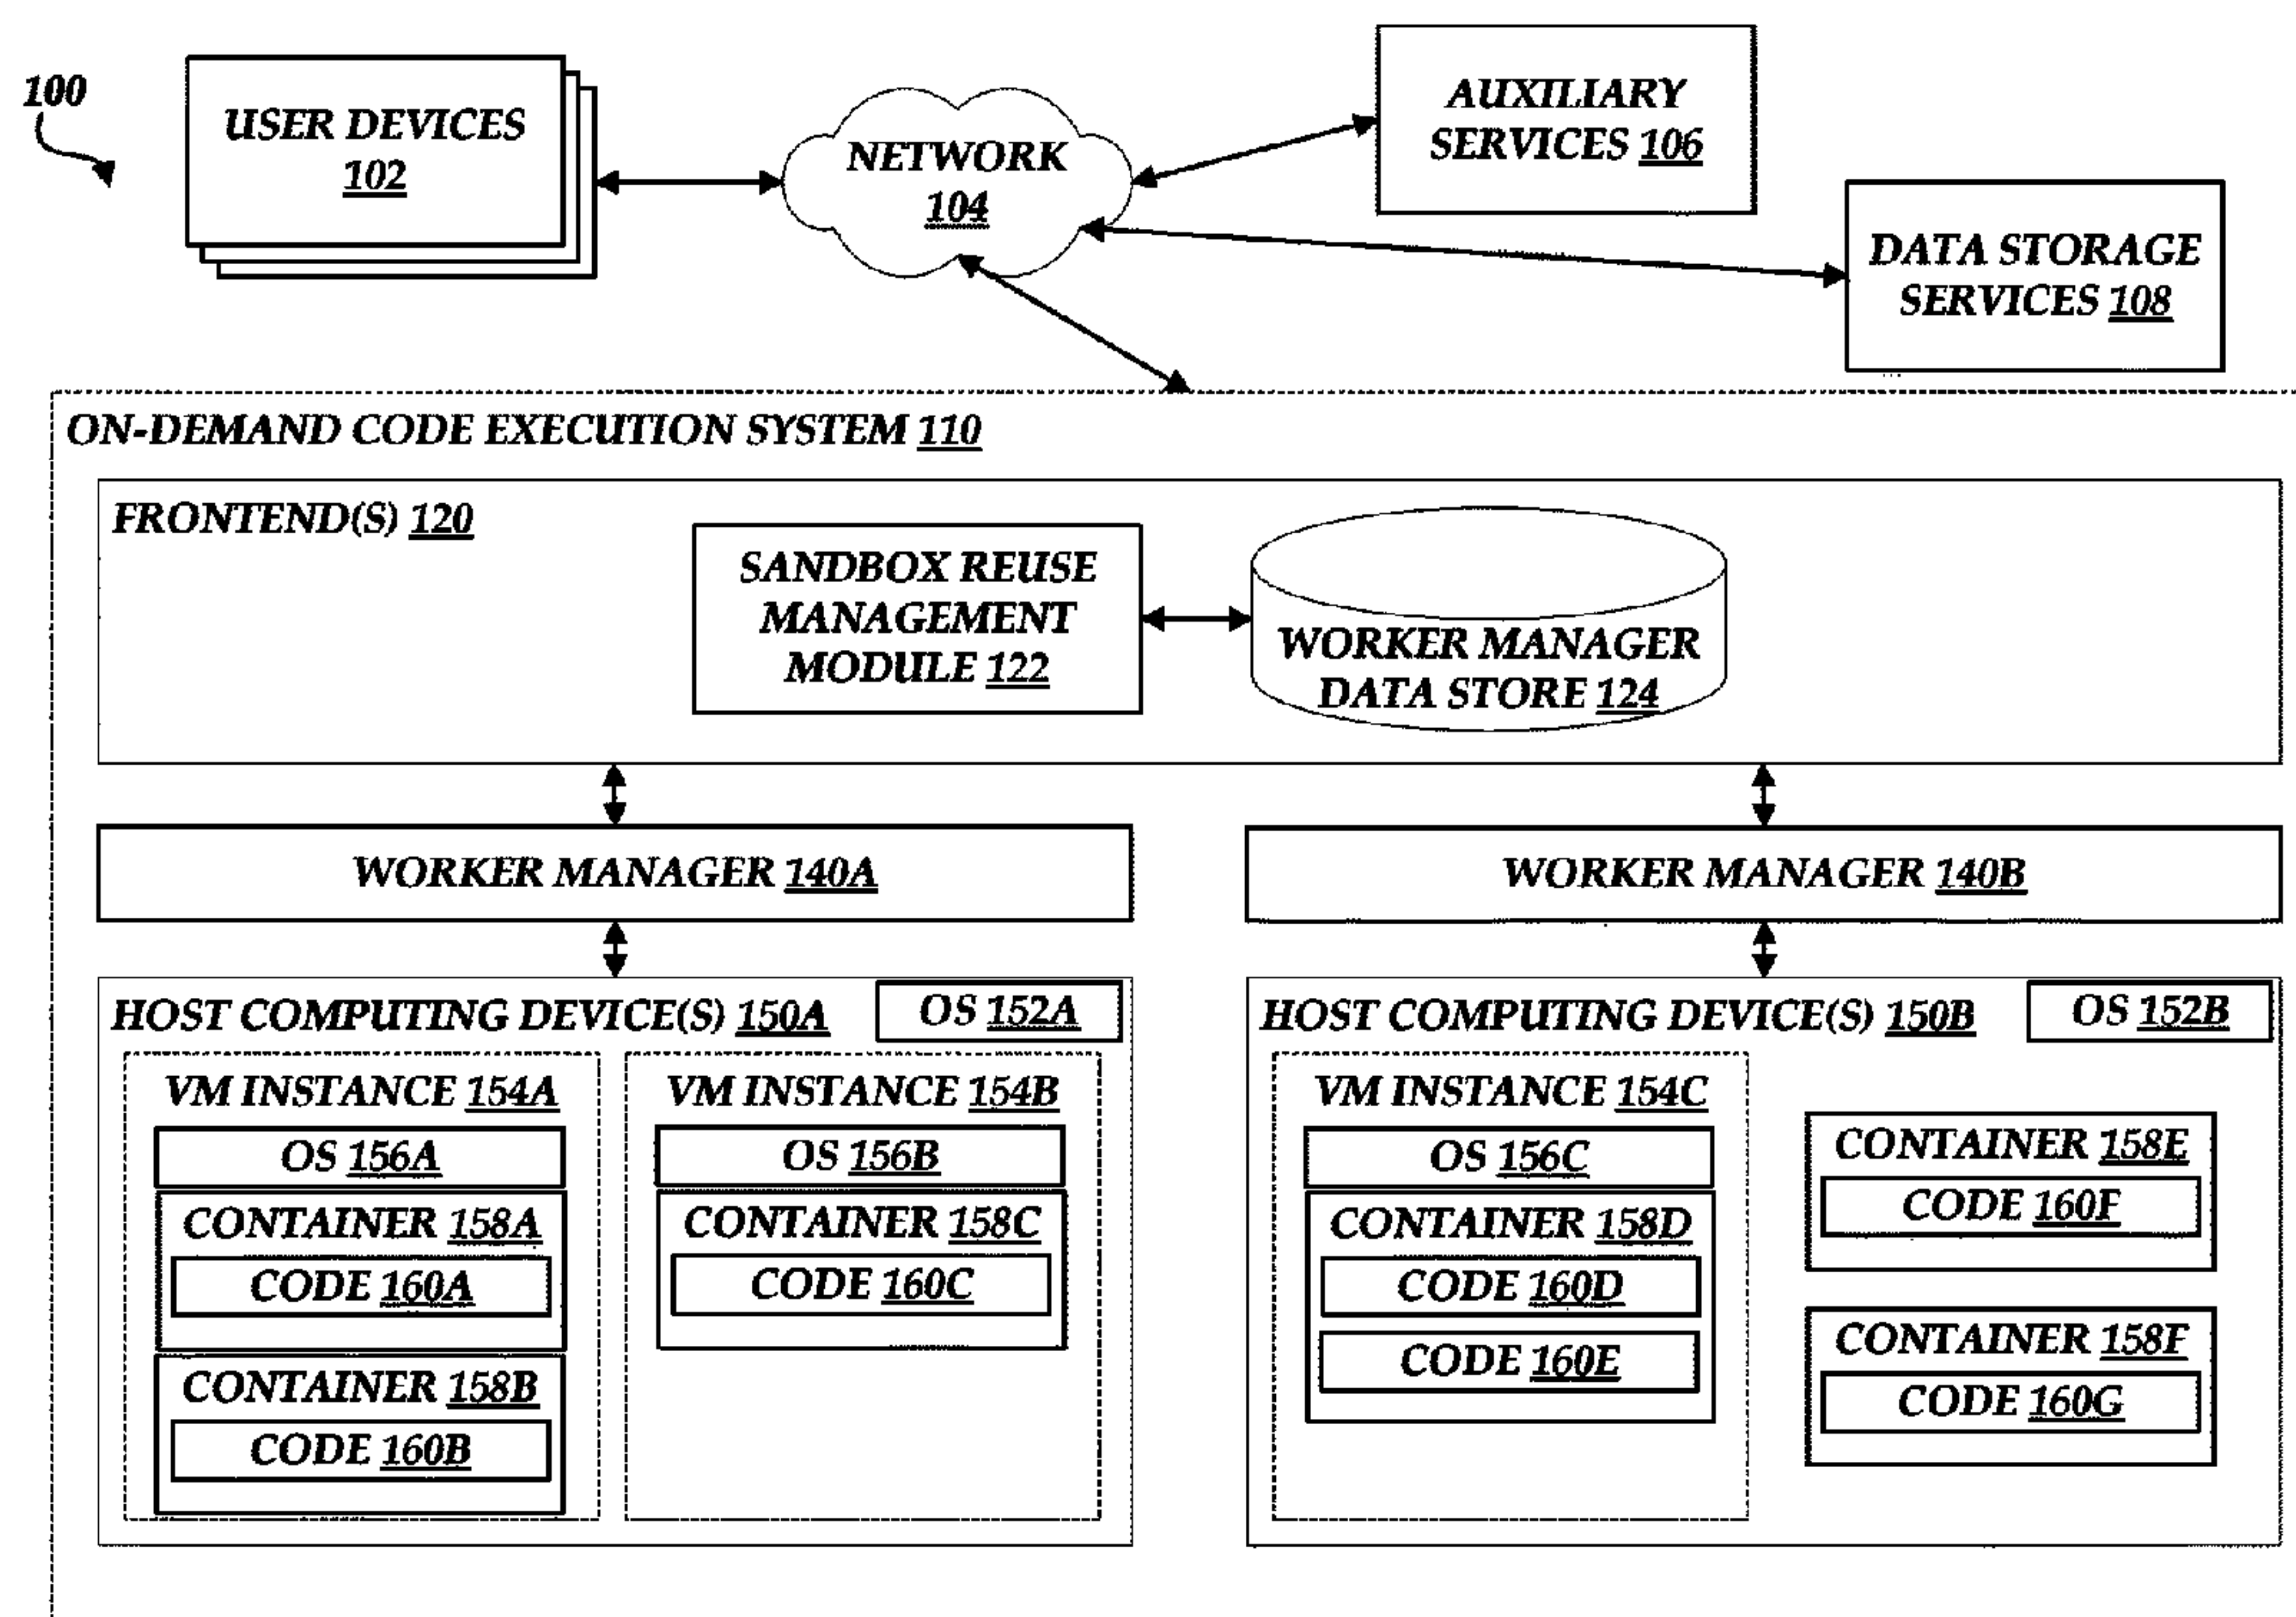 100
USER DEVICES
102
NETWORK
104
AUXILIARY
SERVICES 106
DATA STORAGE
SERVICES 108
ON-DEMAND CODE EXECUTION SYSTEM 110
FRONTEND(S) 120
SANDBOX REUSE
MANAGEMENT
MODULE 122
WORKER MANAGER
DATA STORE 124
WORKER MANAGER 140A
WORKER MANAGER 140B
HOST COMPUTING DEVICE(S) 150A
OS 152A
VM INSTANCE 154A
OS 156A
CONTAINER 158A
CODE 160A
CONTAINER 158B
CODE 160B
VM INSTANCE 154B
OS 156B
CONTAINER 158C
CODE 160C
HOST COMPUTING DEVICE(S) 150B
OS 152B
VM INSTANCE 154C
OS 156C
CONTAINER 158D
CODE 160D
CODE 160E
CONTAINER 158E
CODE 160F
CONTAINER 158F
CODE 160G